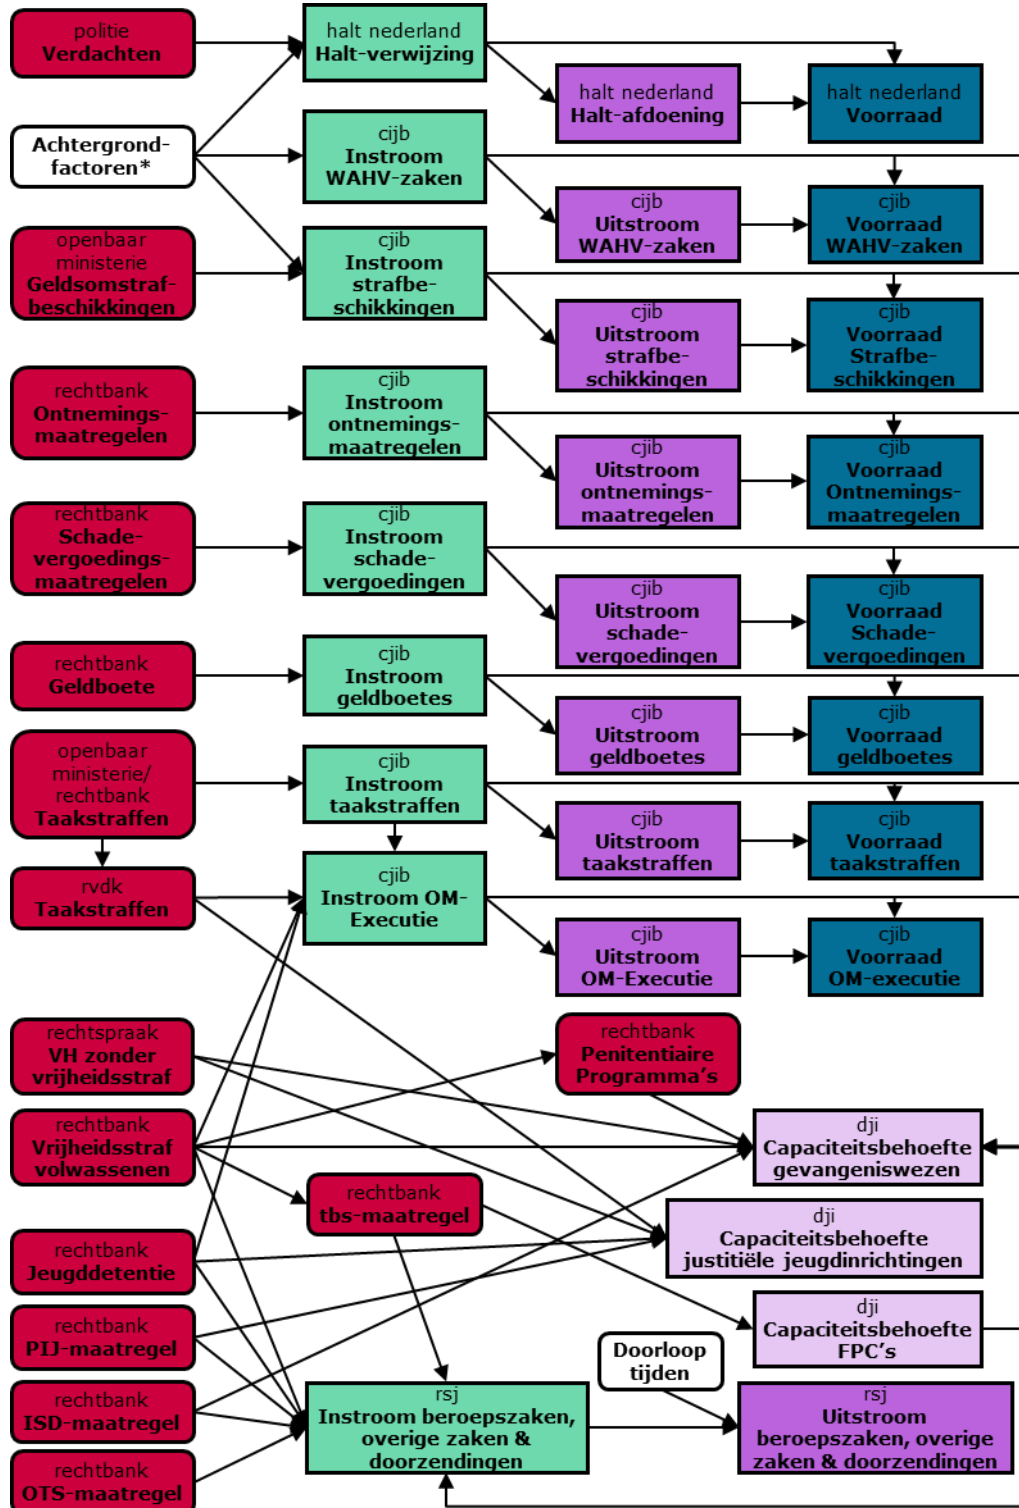 politie
Verdachten
halt nederland
Halt-verwijzing
halt nederland
Halt-afdoening
halt nederland
Voorraad
Achtergrond-
factoren*
cijb
Instroom
WAHV-zaken
cijb
Uitstroom
WAHV-zaken
cjib
Voorraad
WAHV-zaken
openbaar
ministerie
Geldsomstraf-
beschikkingen
cjib
Instroom
strafbe-
schikkingen
cjib
Uitstroom
strafbe-
schikkingen
cjib
Voorraad
Strafbe-
schikkingen
rechtbank
Ontnemings-
maatregelen
cjib
Instroom
ontnemings-
maatregelen
cjib
Uitstroom
ontnemings-
maatregelen
cjib
Voorraad
Ontnemings-
maatregelen
rechtbank
Schade-
vergoedings-
maatregelen
cjib
Instroom
schade-
vergoedingen
cjib
Uitstroom
schade-
vergoedingen
cjib
Voorraad
Schade-
vergoedingen
rechtbank
Geldboete
cjib
Instroom
geldboetes
cjib
Uitstroom
geldboetes
cjib
Voorraad
geldboetes
openbaar
ministerie/
rechtbank
Taakstraffen
cjib
Instroom
taakstraffen
cjib
Uitstroom
taakstraffen
cjib
Voorraad
taakstraffen
rvdk
Taakstraffen
cjib
Instroom OM-
Executie
cjib
Uitstroom
OM-Executie
cjib
Voorraad
OM-executie
rechtspraak
VH zonder
vrijheidsstraf
rechtbank
Penitentiaire
Programma's
rechtbank
Vrijheidsstraf
volwassenen
dji
Capaciteitsbehoefte
gevangeniswezen
rechtbank
tbs-maatregel
dji
Capaciteitsbehoefte
justitiële jeugdinrichtingen
rechtbank
Jeugddetentie
rechtbank
PIJ-maatregel
dji
Capaciteitsbehoefte
FPC's
Doorloop
tijden
rechtbank
ISD-maatregel
rsj
Instroom beroepszaken,
overige zaken &
doorzendingen
rsj
Uitstroom
beroepszaken, overige
zaken & doorzendingen
rechtbank
OTS-maatregel